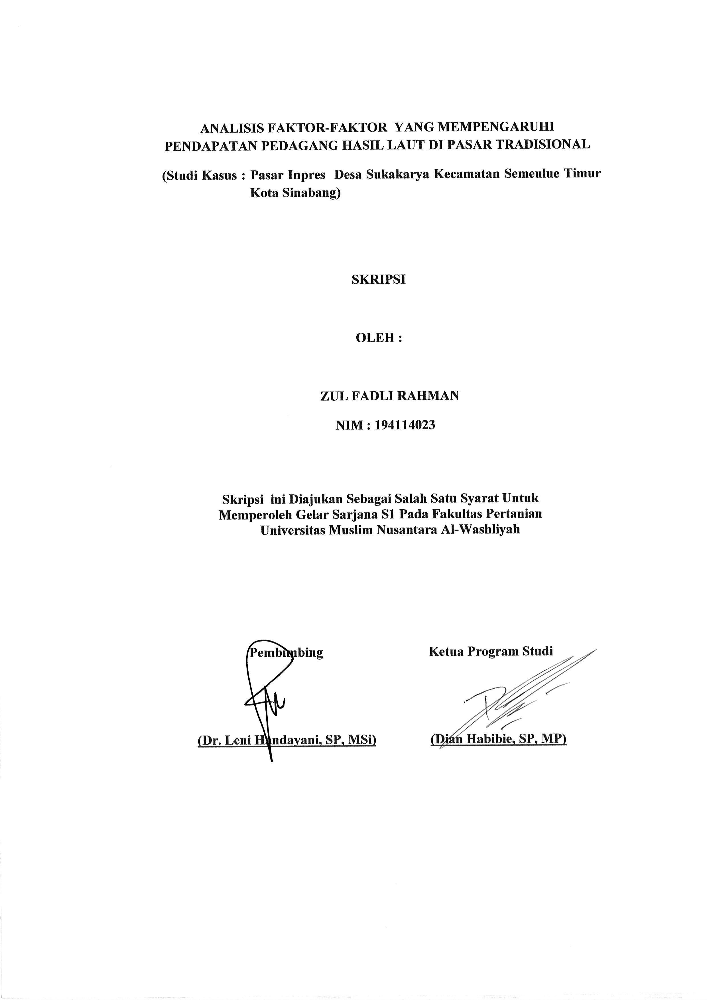 ANALISIS FAKTOR-FAKTOR YANG MEMPENGARUHI
PENDAPATAN PEDAGANG HASIL LAUT DI PASAR TRADISIONAL
(Studi Kasus : Pasar Inpres Desa Sukakarya Kecamatan Semeulue Timur
Kota Sinabang)
SKRIPSI
OLEH :
ZUL FADLI RAHMAN
NIM : 194114023
Skripsi ini Diajukan Sebagai Salah Satu Syarat Untuk
Memperoleh Gelar Sarjana S1 Pada Fakultas Pertanian
Universitas Muslim Nusantara Al-Washliyah
Pembimbing Ketua Program Studi
(Dr. Leni Handayani, SP, MSi) (Dian Habibie, SP, MP)